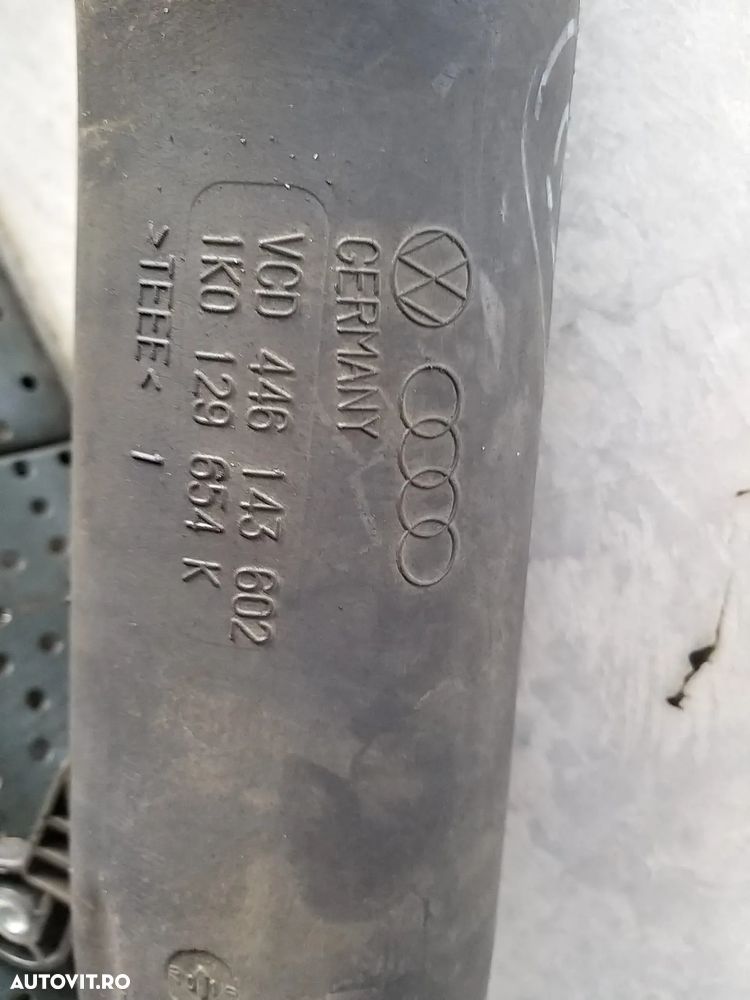 GERMANY
VCD 446 143 602
1K0 129 654 K
>TEEE< 1
AUTOVIT.RO